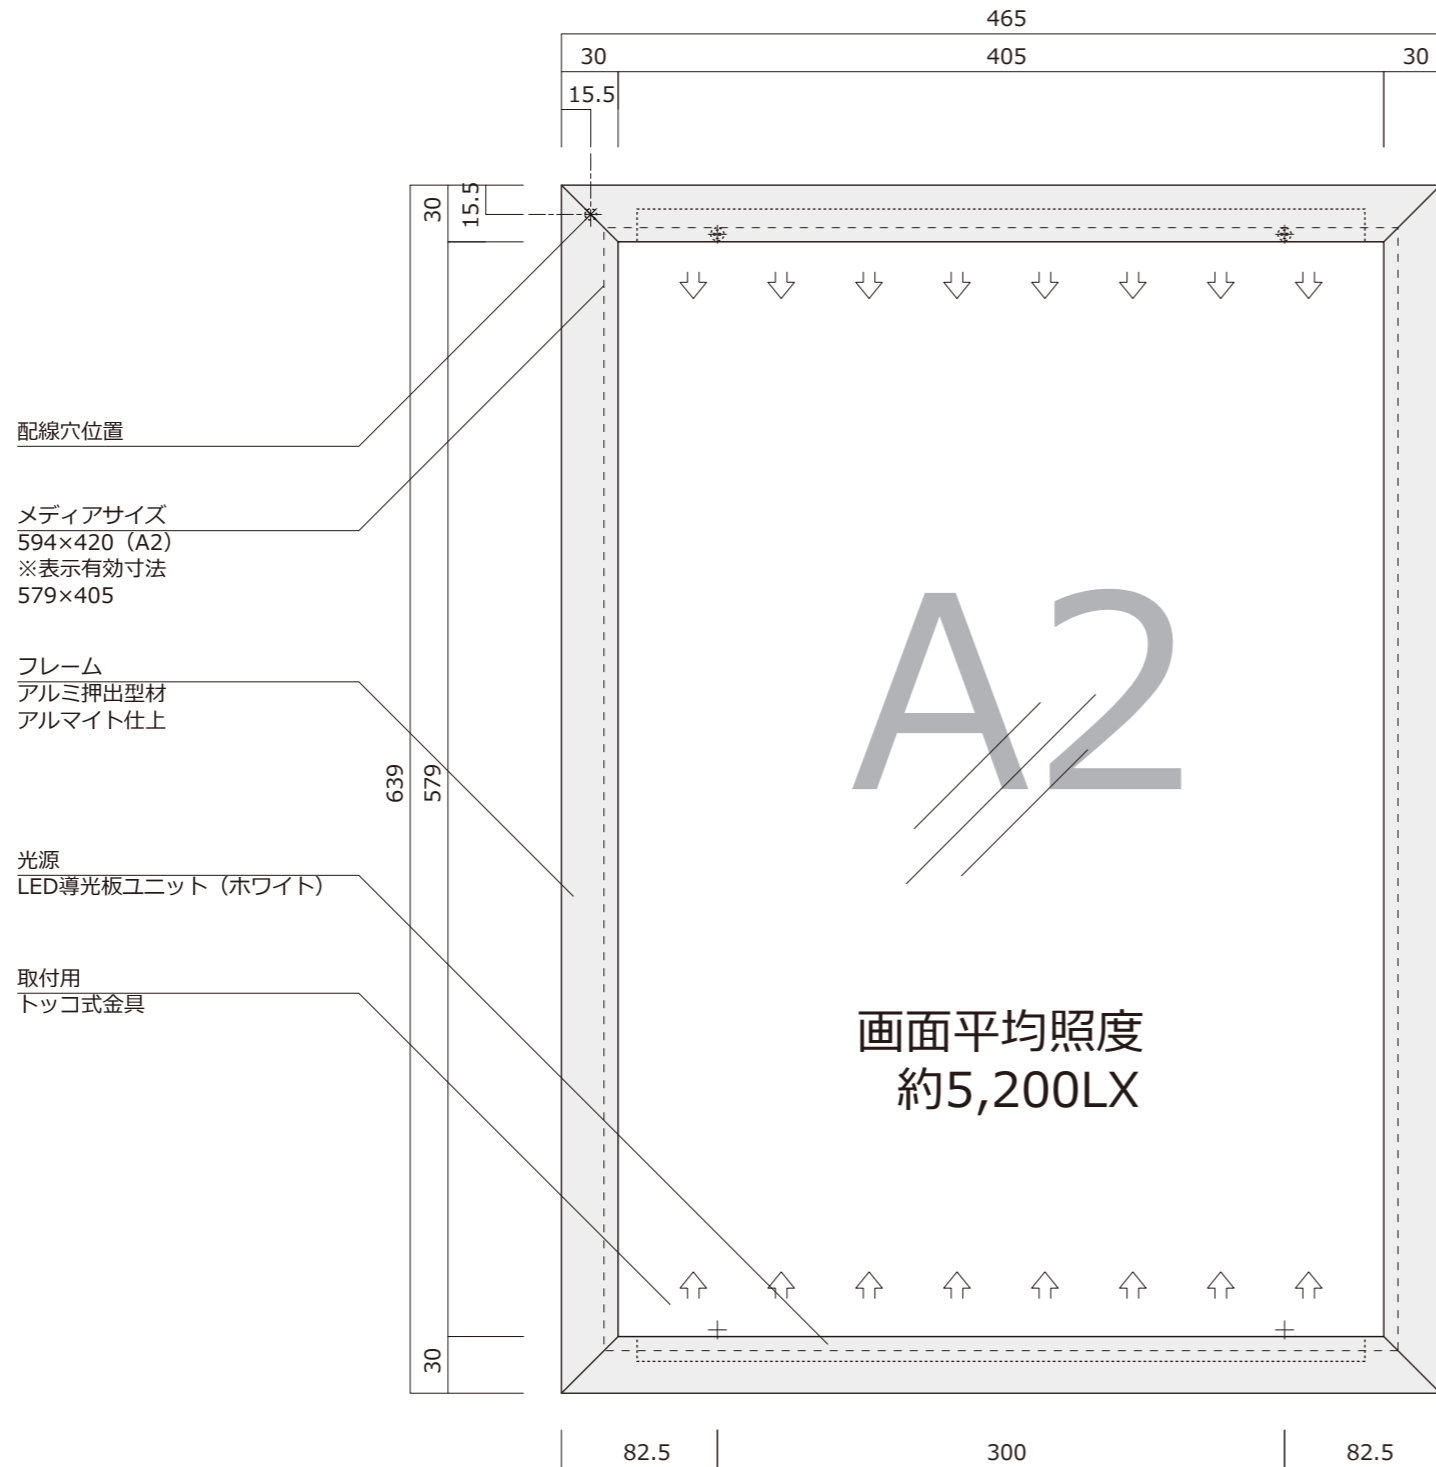 465
30 405 30
15.5
30
15.5
配線穴位置
メディアサイズ
594×420（A2）
※表示有効寸法
579×405
フレーム
アルミ押出型材
アルマイト仕上
639 579
A2
光源
LED導光板ユニット（ホワイト）
取付用
トッコ式金具
画面平均照度
約5,200LX
30
82.5 300 82.5